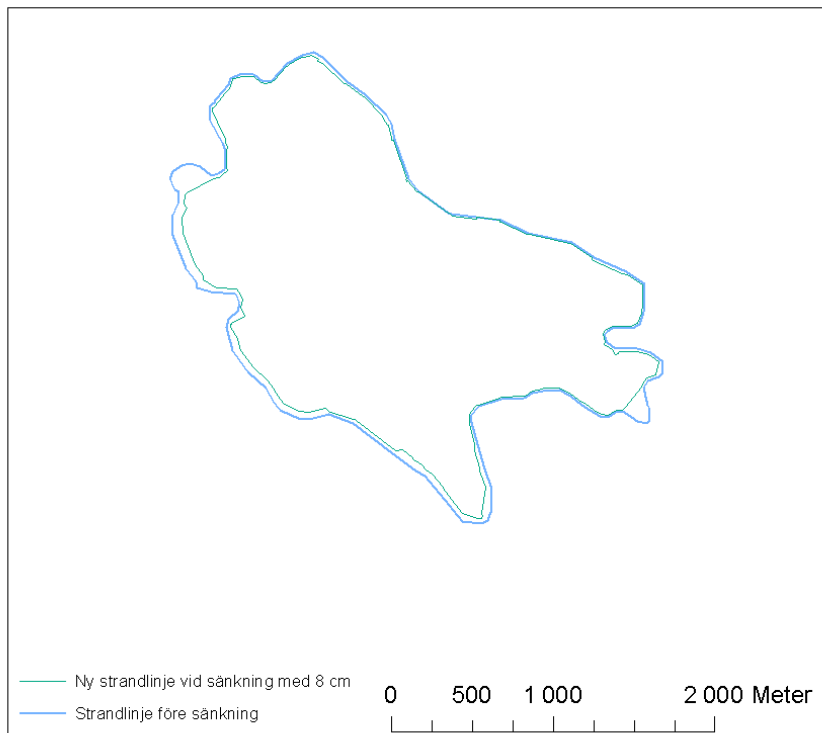 Ny strandlinje vid sänkning med 8 cm
Strandlinje före sänkning
0 500 1 000 2 000 Meter